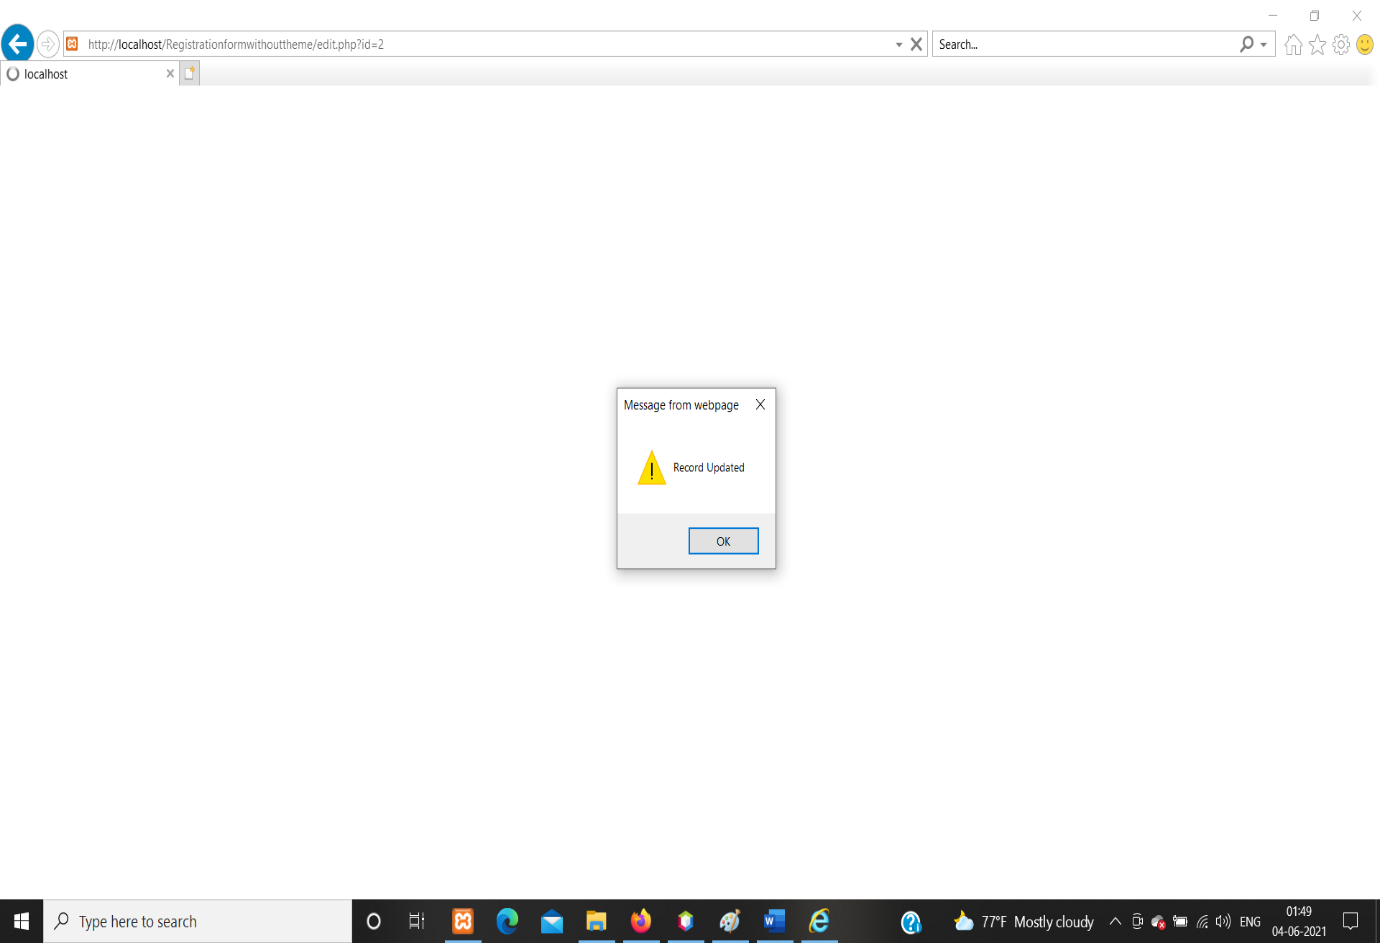 http://localhost/Registrationformwithouttheme/edit.php?id=2
Search...
localhost
Message from webpage
Record Updated
OK
Type here to search
77°F Mostly cloudy
ENG
01:49
04-06-2021